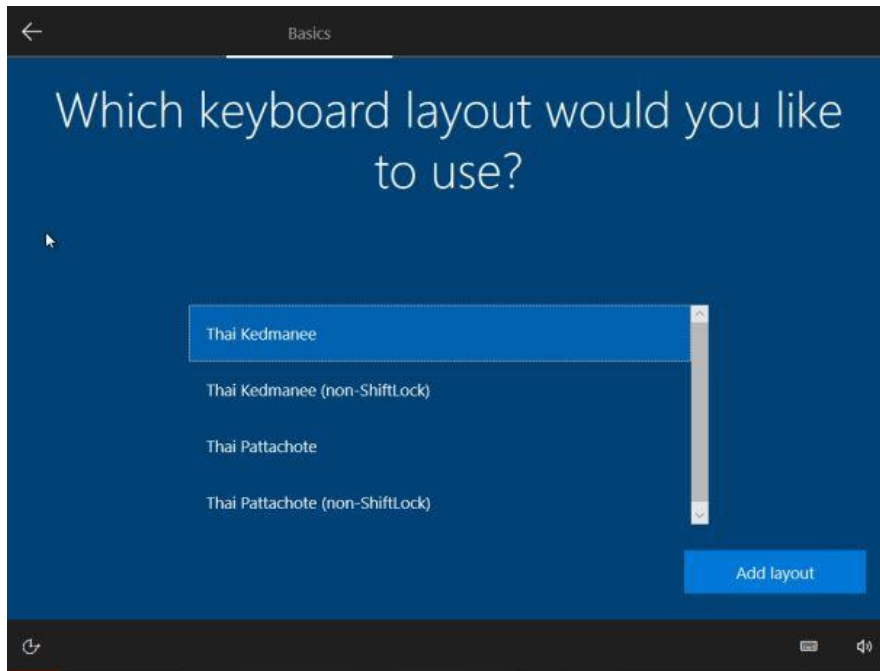 Basics
Which keyboard layout would you like
to use?
Thai Kedmanee
Thai Kedmanee (non-ShiftLock)
Thai Pattachote
Thai Pattachote (non-ShiftLock)
Add layout